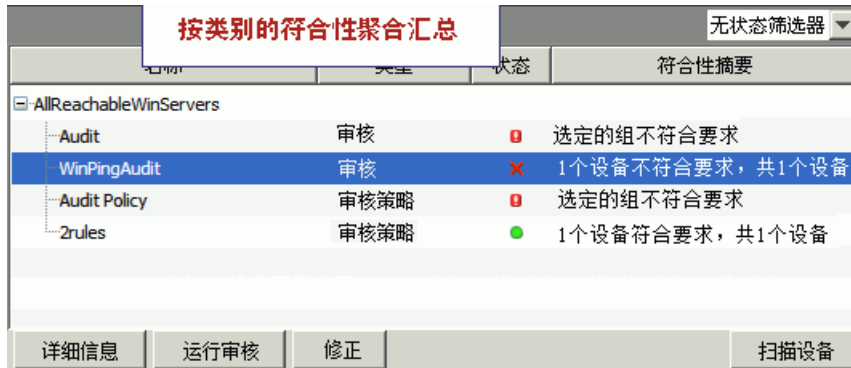 按类别的符合性聚合汇总
无状态筛选器
名称 类型 状态 符合性摘要
AllReachableWinServers
Audit 审核 选定的组不符合要求
WinPingAudit 审核 1个设备不符合要求，共1个设备
Audit Policy 审核策略 选定的组不符合要求
2rules 审核策略 1个设备符合要求，共1个设备
详细信息 运行审核 修正 扫描设备